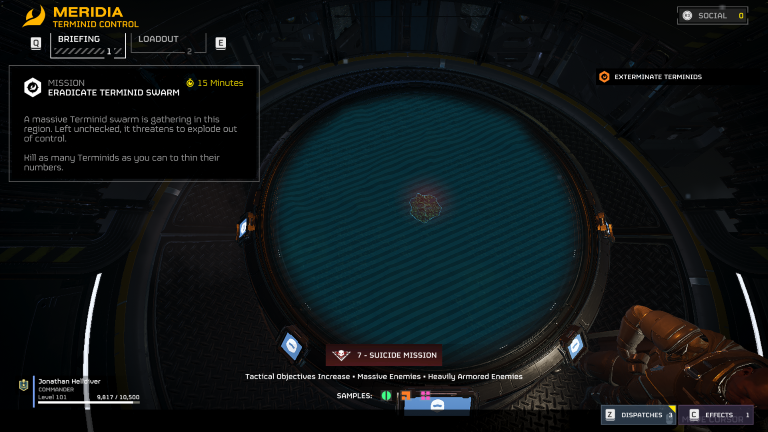 MERIDIA
TERMINID CONTROL
Q
BRIEFING
1
LOADOUT
2
E
SOCIAL 0
MISSION
ERADICATE TERMINID SWARM
15 Minutes
A massive Terminid swarm is gathering in this
region. Left unchecked, it threatens to explode out
of control.
Kill as many Terminids as you can to thin their
numbers.
EXTERMINATE TERMINIDS
7 - SUICIDE MISSION
Tactical Objectives Increase • Massive Enemies • Heavily Armored Enemies
SAMPLES:
Jonathan Helldiver
COMMANDER
Level 101
9,817 / 10,500
Z DISPATCHES 3
C EFFECTS 1
CURSOR